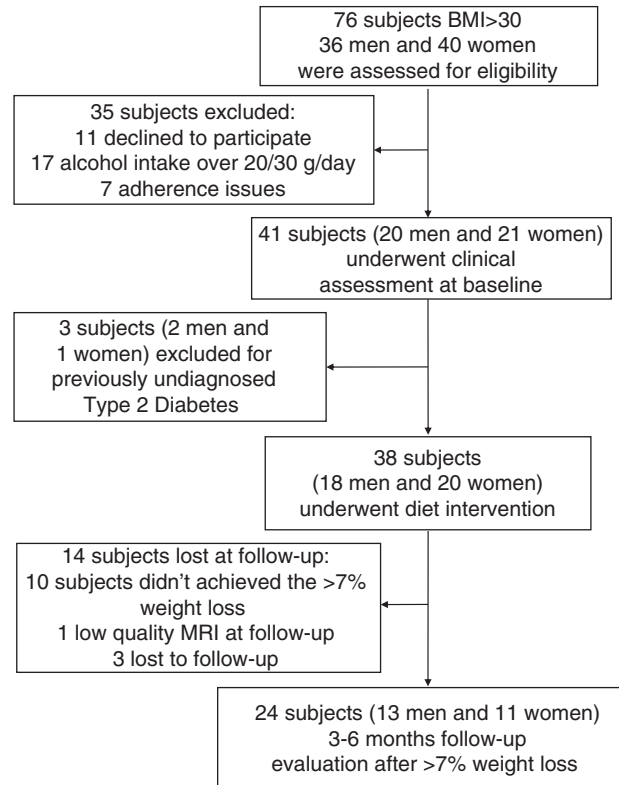 76 subjects BMI>30
36 men and 40 women
were assessed for eligibility
35 subjects excluded:
11 declined to participate
17 alcohol intake over 20/30 g/day
7 adherence issues
41 subjects (20 men and 21 women)
underwent clinical
assessment at baseline
3 subjects (2 men and
1 women) excluded for
previously undiagnosed
Type 2 Diabetes
38 subjects
(18 men and 20 women)
underwent diet intervention
14 subjects lost at follow-up:
10 subjects didn't achieved the >7%
weight loss
1 low quality MRI at follow-up
3 lost to follow-up
24 subjects (13 men and 11 women)
3-6 months follow-up
evaluation after >7% weight loss